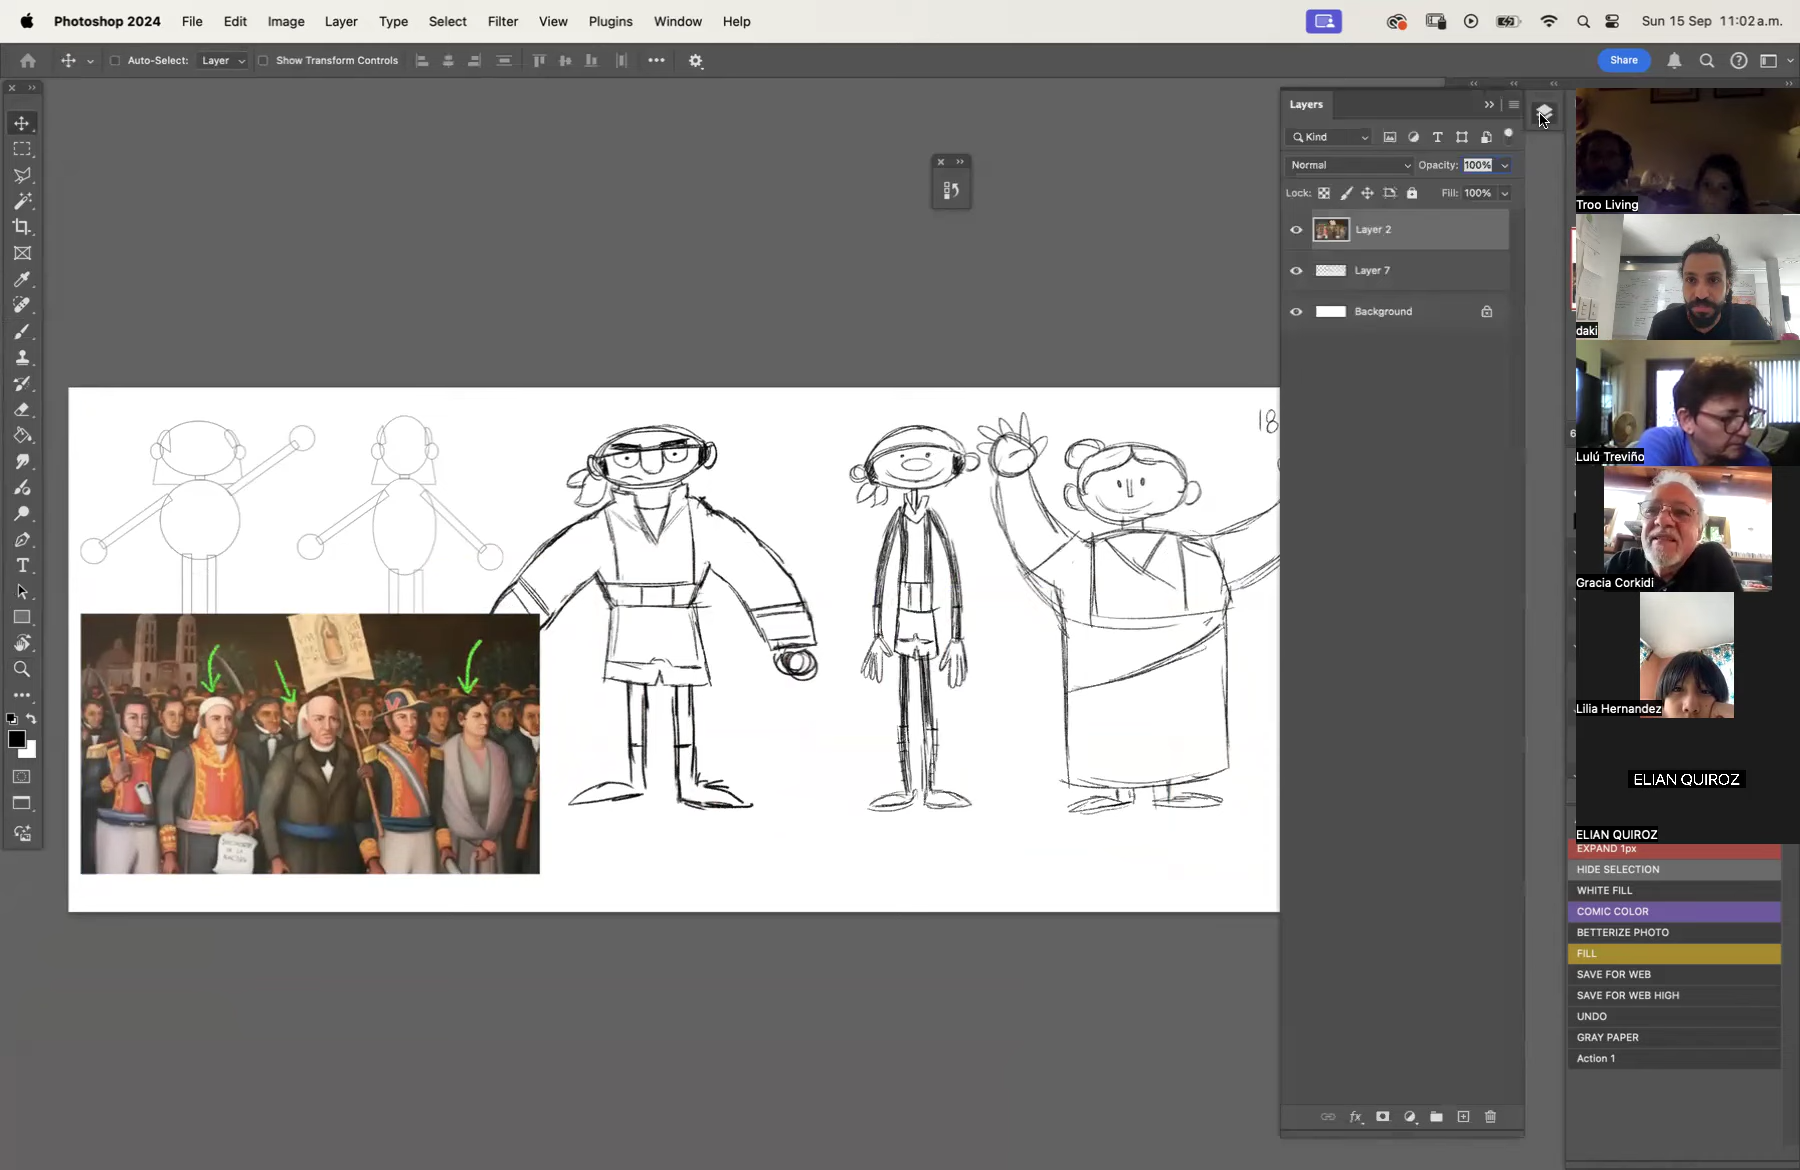 Photoshop 2024 File Edit Image Layer Type Select Filter View Plugins Window Help Sun 15 Sep 11:02 a.m.
Auto-Select: Layer Show Transform Controls Share
Layers
Kind
Normal Opacity: 100%
Lock: Fill: 100%
Layer 2
Layer 7
Background
18
Troo Living
daki
Lulú Treviño
Gracia Corkidi
Lilia Hernandez
ELIAN QUIROZ
ELIAN QUIROZ
EXPAND 1px
HIDE SELECTION
WHITE FILL
COMIC COLOR
BETTERIZE PHOTO
FILL
SAVE FOR WEB
SAVE FOR WEB HIGH
UNDO
GRAY PAPER
Action 1